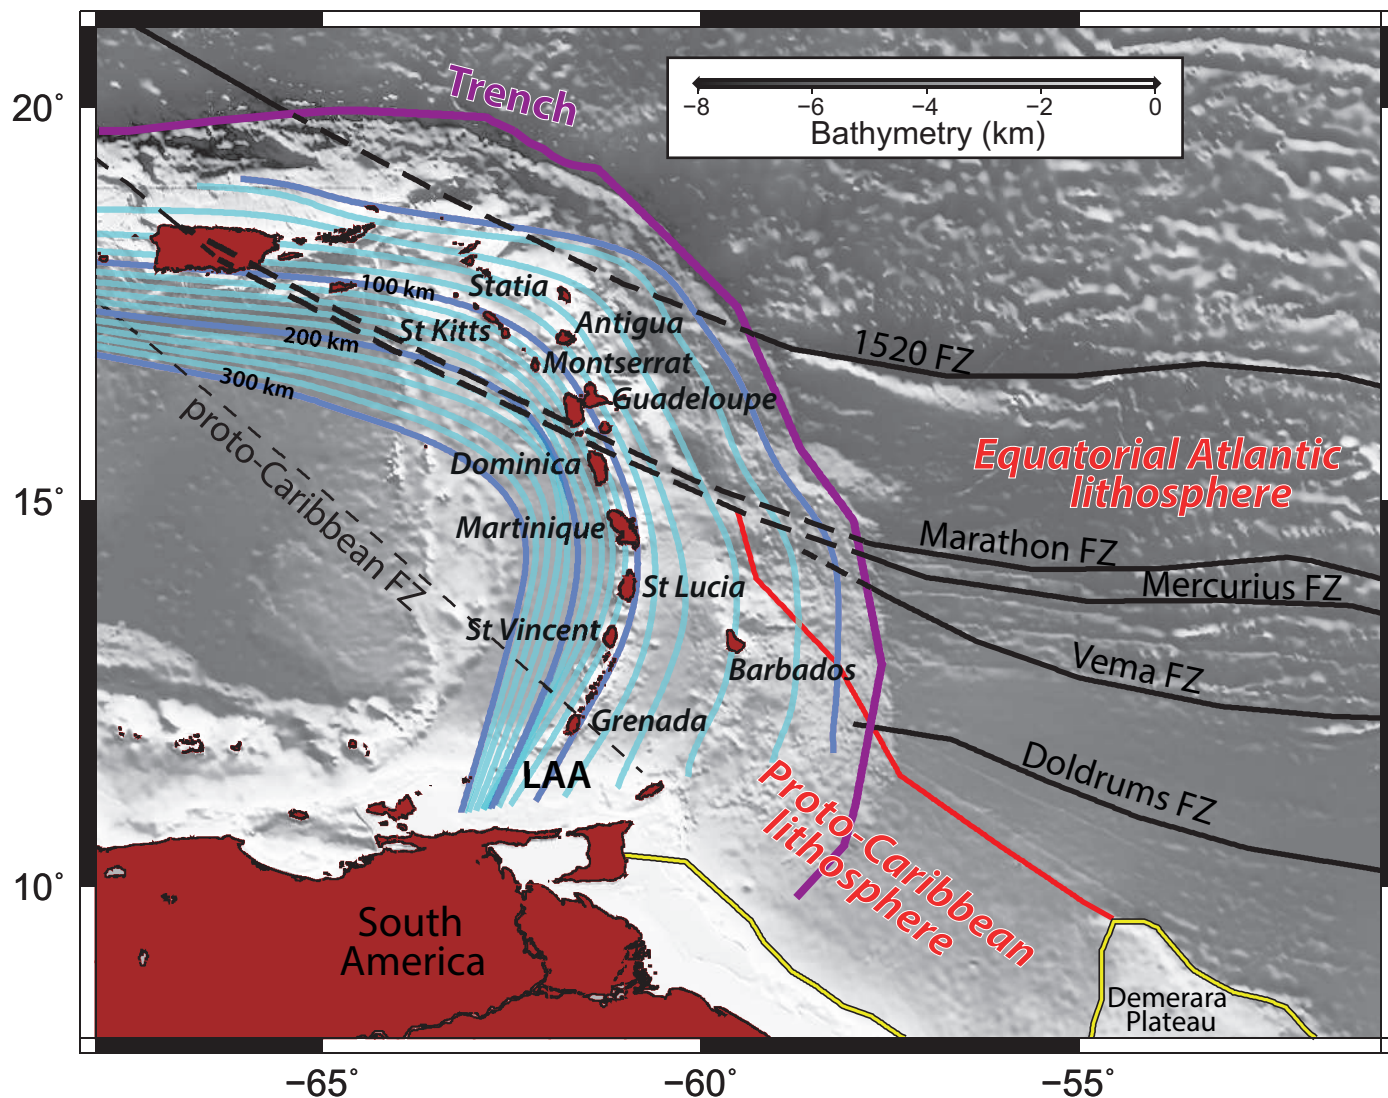 20°
15°
10°
−65°
−60°
−55°
Trench
−8
−6
−4
−2
0
Bathymetry (km)
100 km
200 km
300 km
Statia
St Kitts
Antigua
Montserrat
Guadeloupe
Dominica
Martinique
St Lucia
St Vincent
Barbados
Grenada
LAA
proto-Caribbean FZ
1520 FZ
Equatorial Atlantic
lithosphere
Marathon FZ
Mercurius FZ
Vema FZ
Doldrums FZ
Proto-Caribbean
lithosphere
South
America
Demerara
Plateau